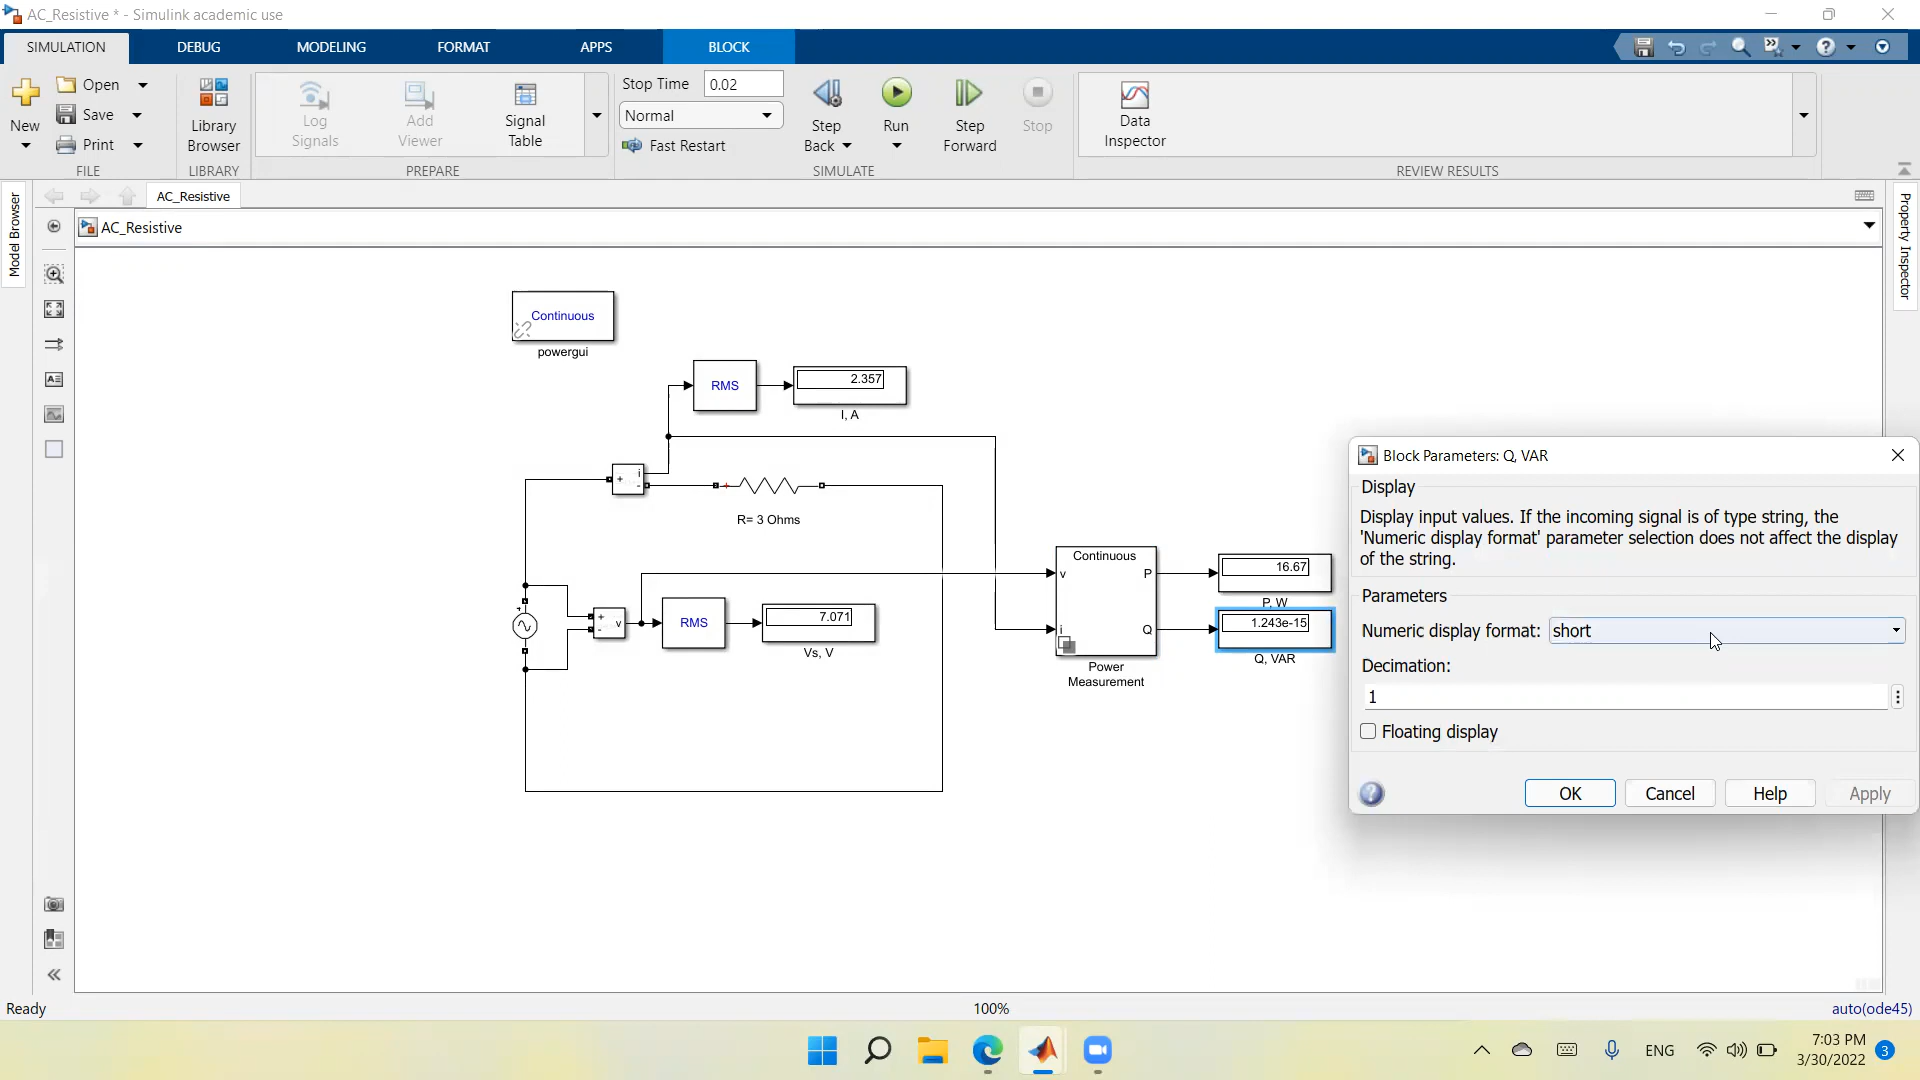 AC_Resistive * - Simulink academic use
SIMULATION
DEBUG
MODELING
FORMAT
APPS
BLOCK
New
Open
Save
Print
FILE
Library
Browser
LIBRARY
Log
Signals
Add
Viewer
Signal
Table
PREPARE
Stop Time 0.02
Normal
Fast Restart
Step
Back
Run
Step
Forward
Stop
SIMULATE
Data
Inspector
REVIEW RESULTS
Model Browser
AC_Resistive
AC_Resistive
Property Inspector
Continuous
powergui
RMS
2.357
I, A
+
i
-
+
R= 3 Ohms
+
+
-
v
RMS
7.071
Vs, V
Continuous
v
P
i
Q
Power
Measurement
16.67
P, W
1.243e-15
Q, VAR
Block Parameters: Q, VAR
Display
Display input values. If the incoming signal is of type string, the
'Numeric display format' parameter selection does not affect the display
of the string.
Parameters
Numeric display format: short
Decimation:
1
Floating display
OK
Cancel
Help
Apply
Ready
100%
auto(ode45)
ENG
7:03 PM
3/30/2022
3